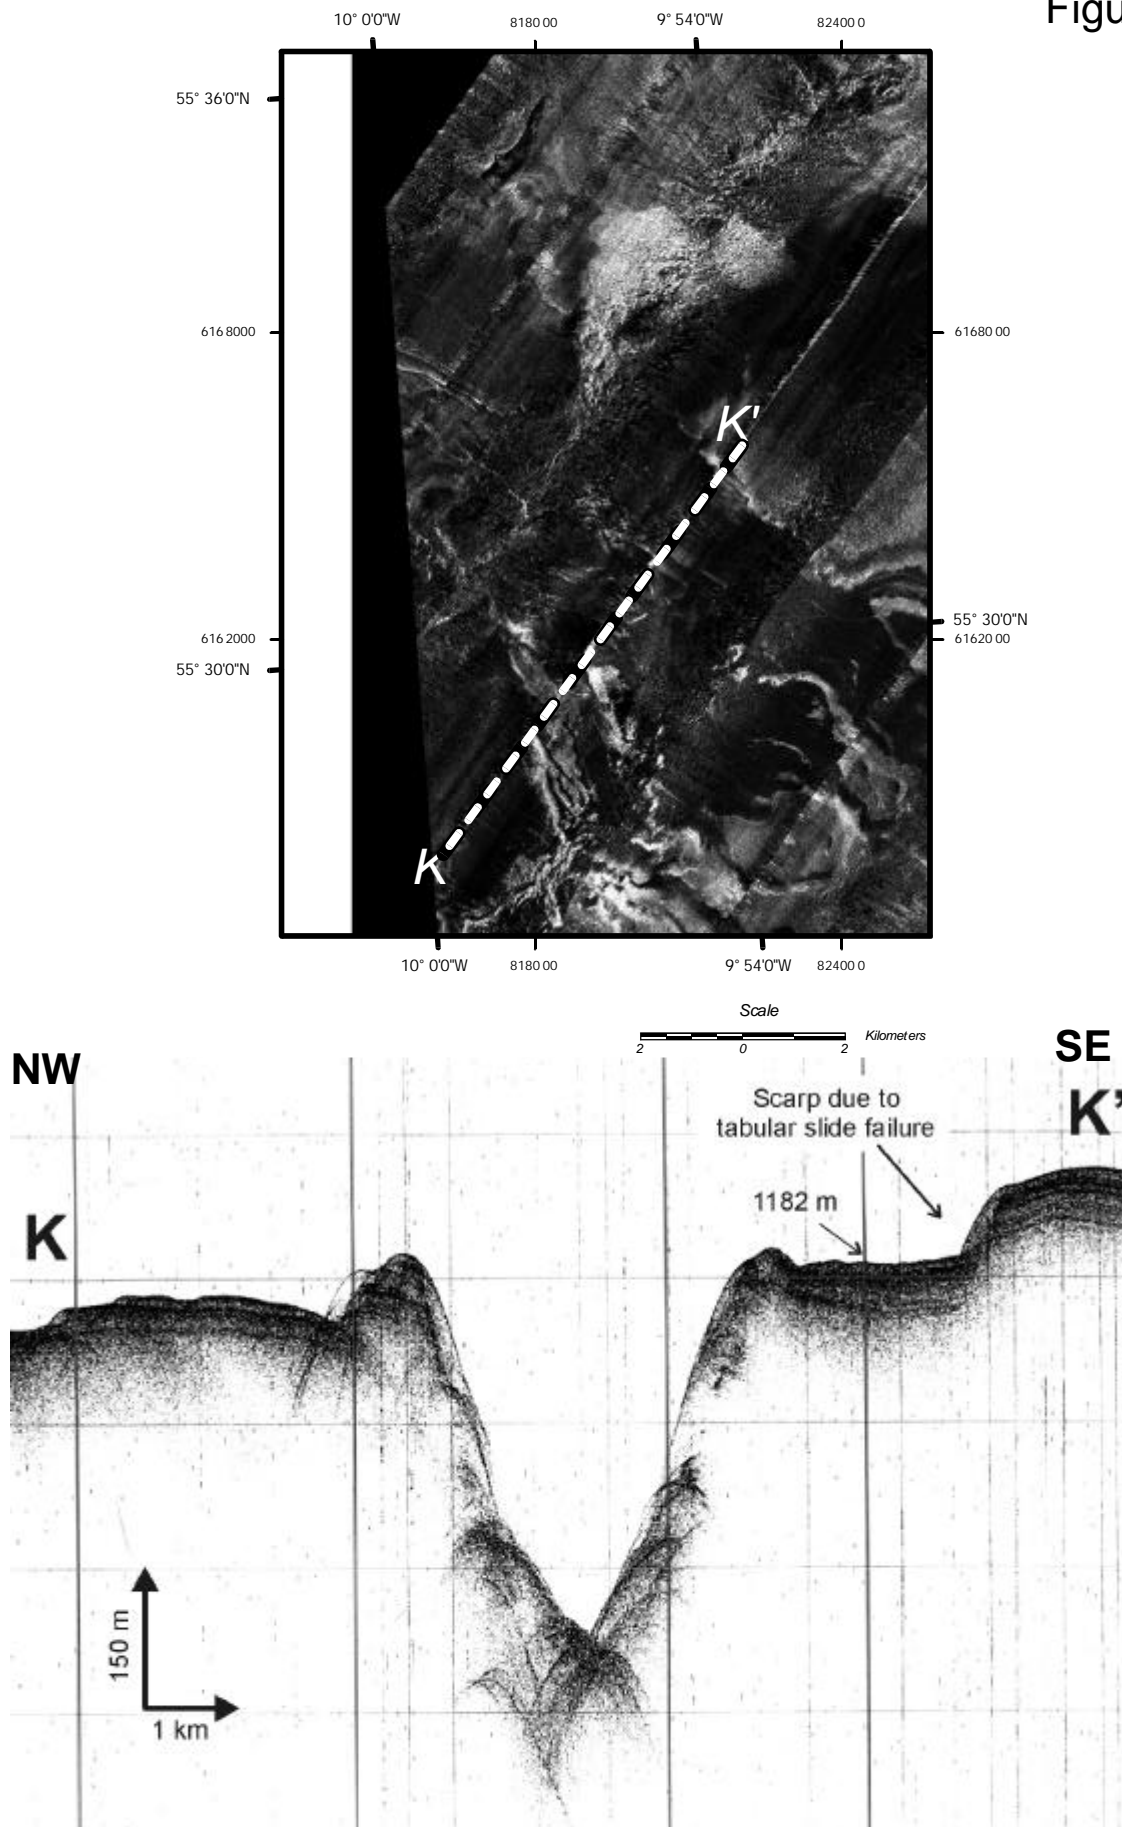 Figu
10° 0'0"W 818000 9° 54'0"W 824000
55° 36'0"N
6168000 6168000
K'
55° 30'0"N
6162000 6162000
55° 30'0"N
K
10° 0'0"W 818000 9° 54'0"W 824000
Scale
Kilometers
2 0 2
NW SE
Scarp due to
tabular slide failure
K'
1182 m
K
150 m
1 km